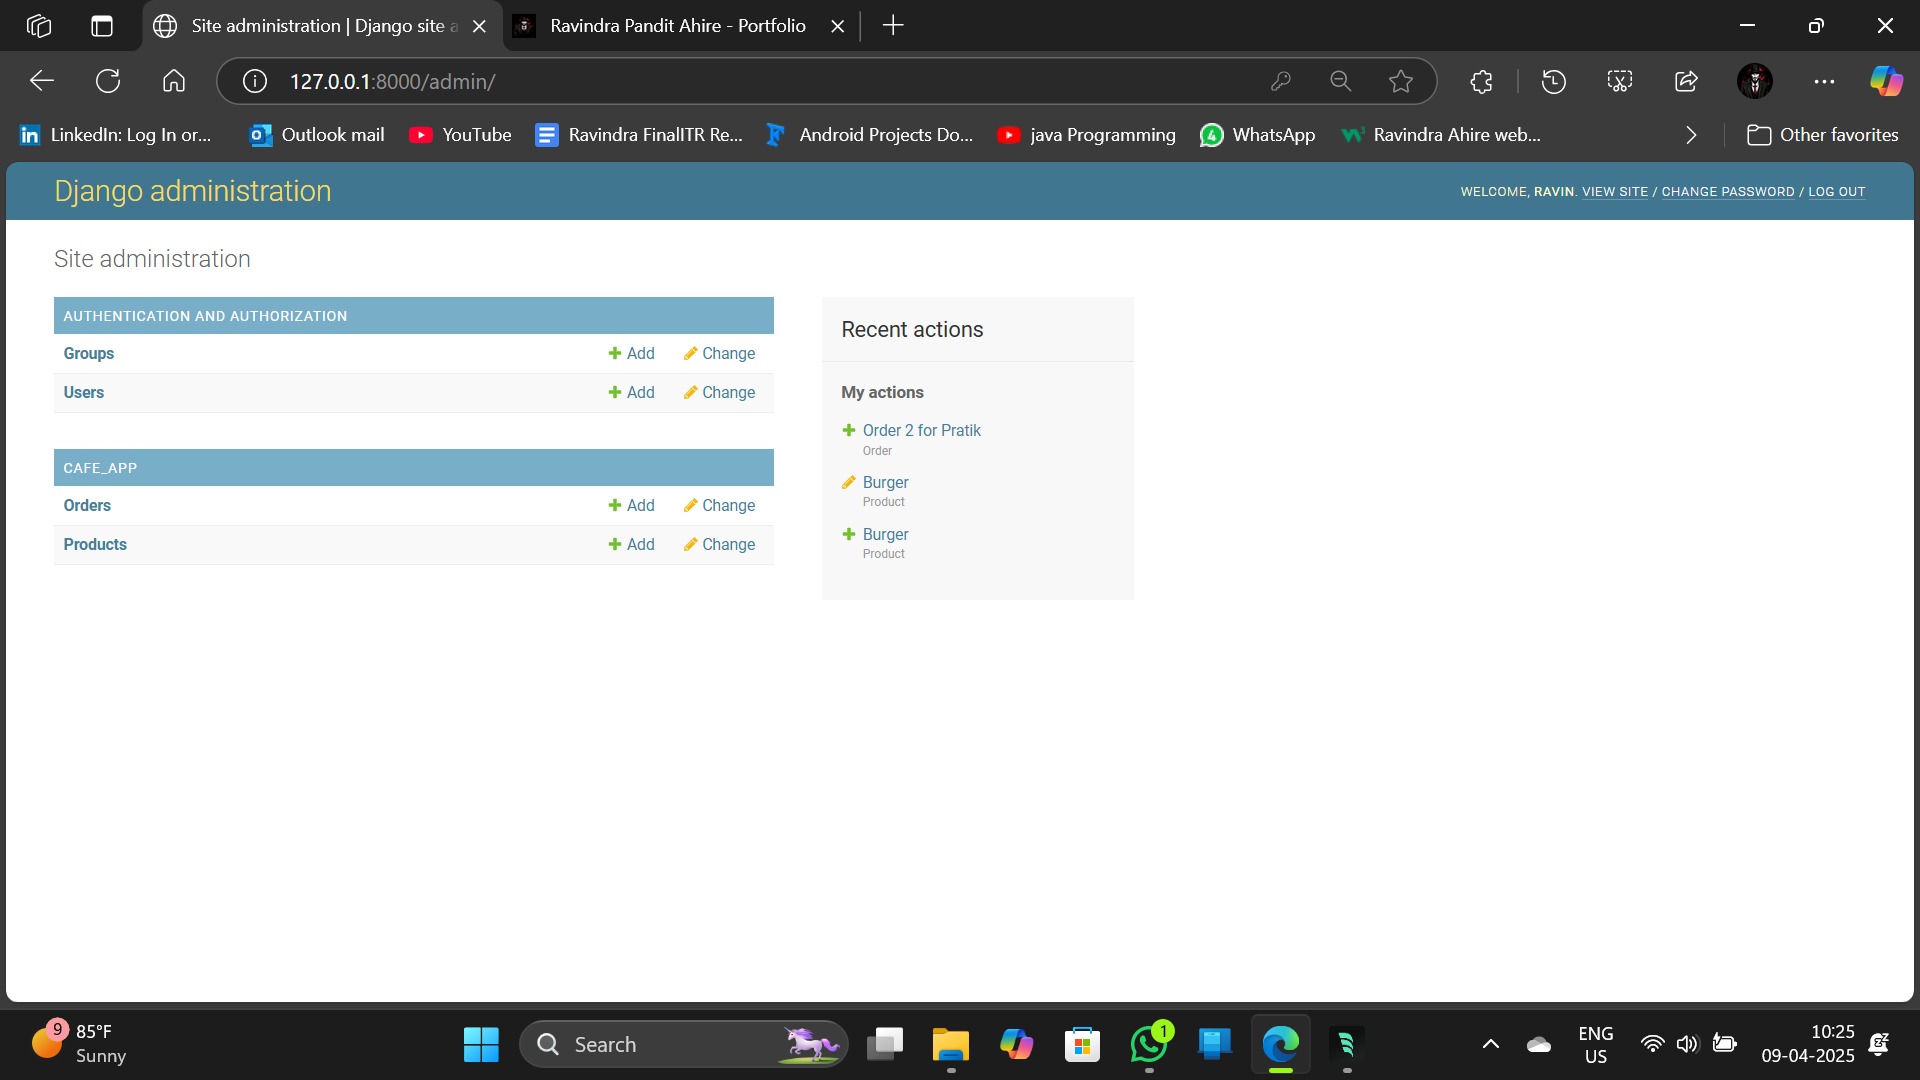 Site administration | Django site a
Ravindra Pandit Ahire - Portfolio
127.0.0.1:8000/admin/
LinkedIn: Log In or...
Outlook mail
YouTube
Ravindra FinalITR Re...
Android Projects Do...
java Programming
WhatsApp
Ravindra Ahire web...
Other favorites
Django administration
WELCOME, RAVIN. VIEW SITE / CHANGE PASSWORD / LOG OUT
Site administration
AUTHENTICATION AND AUTHORIZATION
Groups Add Change
Users Add Change
CAFE_APP
Orders Add Change
Products Add Change
Recent actions
My actions
Order 2 for Pratik
Order
Burger
Product
Burger
Product
9
85°F
Sunny
Search
1
ENG
US
10:25
09-04-2025